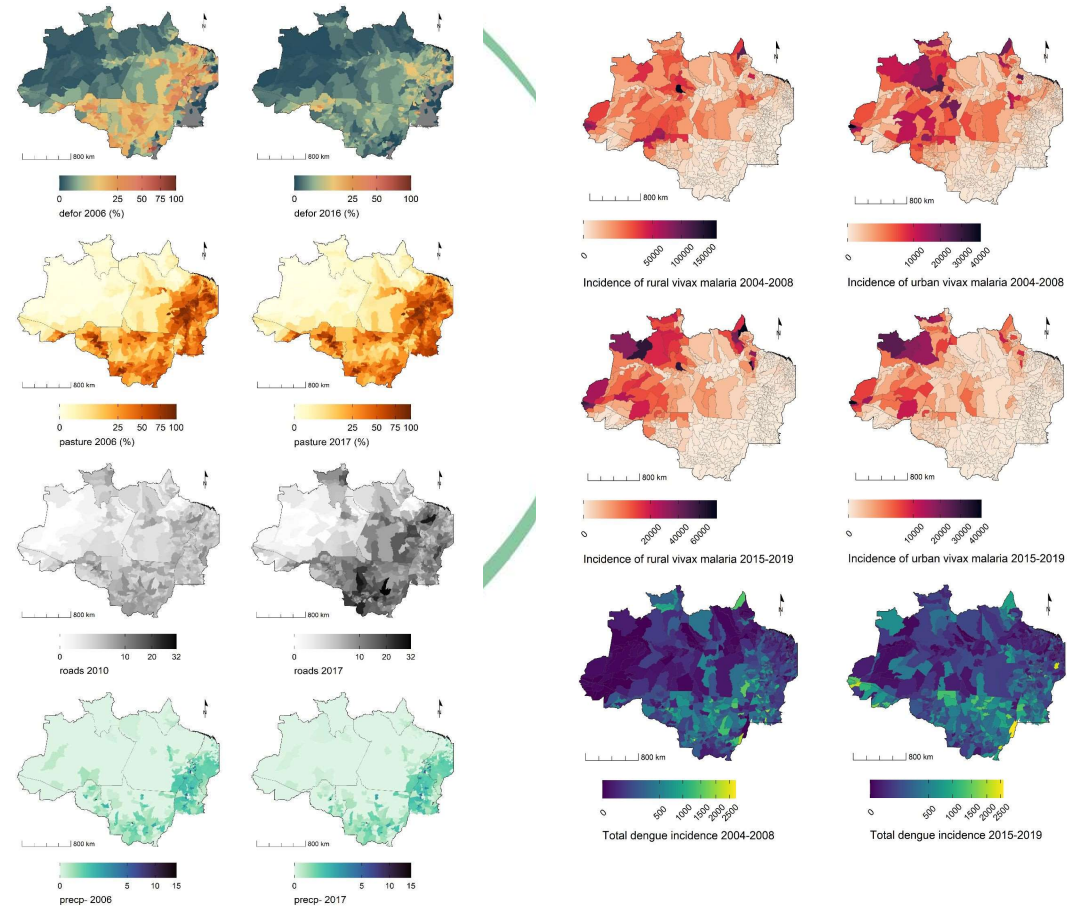 N N
800 km 800 km
0 25 50 75 100 0 25 50 75 100
defor 2006 (%) defor 2016 (%)
N N
800 km 800 km
0 25 50 75 100 0 25 50 75 100
pasture 2006 (%) pasture 2017 (%)
N N
800 km 800 km
0 10 20 32 0 10 20 32
roads 2010 roads 2017
N N
800 km 800 km
0 5 10 15 0 5 10 15
precp- 2006 precp- 2017
N N
800 km 800 km
0 50000 100000 150000 0 10000 20000 30000 40000
Incidence of rural vivax malaria 2004-2008 Incidence of urban vivax malaria 2004-2008
N N
800 km 800 km
0 20000 40000 60000 0 10000 20000 30000 40000
Incidence of rural vivax malaria 2015-2019 Incidence of urban vivax malaria 2015-2019
N N
800 km 800 km
0 500 1000 1500 2000 2500 0 500 1000 1500 2000 2500
Total dengue incidence 2004-2008 Total dengue incidence 2015-2019